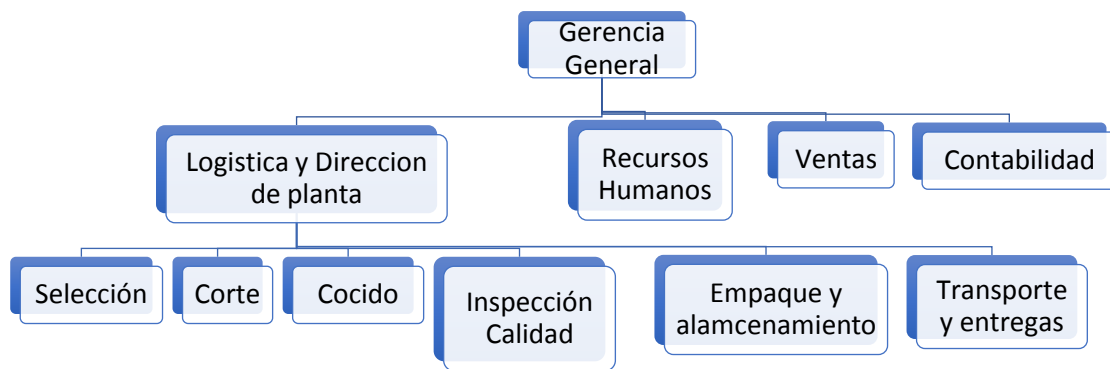 Gerencia
General
Logistica y Direccion
de planta
Recursos
Humanos
Ventas
Contabilidad
Selección
Corte
Cocido
Inspección
Calidad
Empaque y
alamcenamiento
Transporte
y entregas